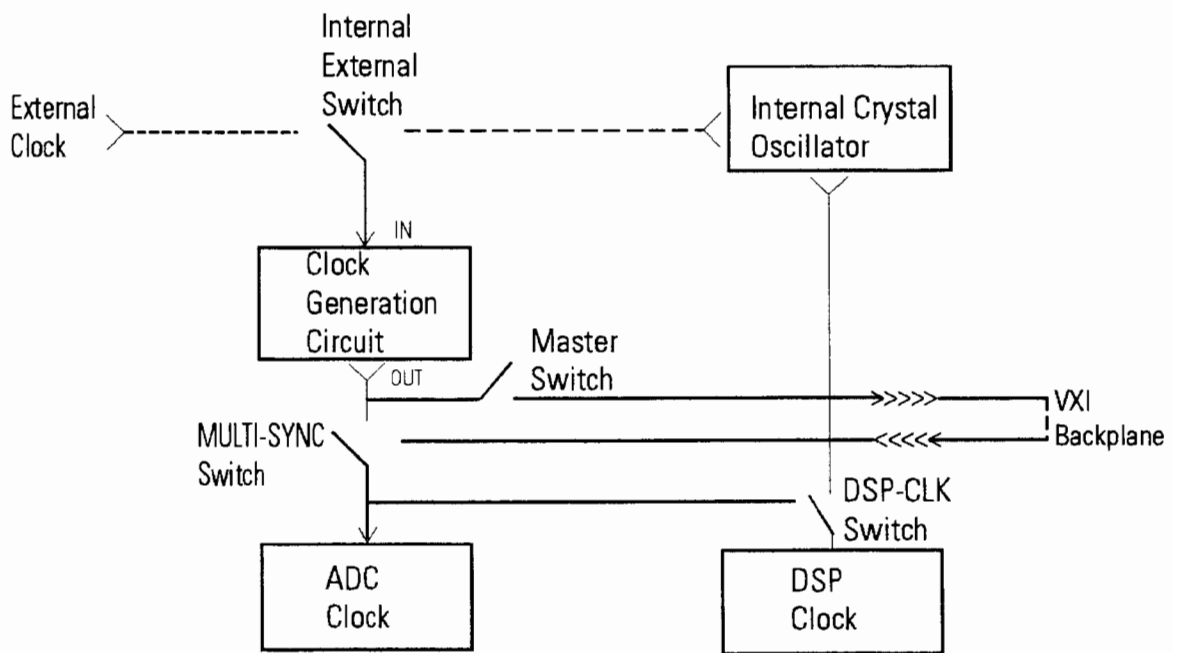 Internal
External
Switch
External
Clock
Internal Crystal
Oscillator
IN
Clock
Generation
Circuit
OUT
Master
Switch
VXI
Backplane
MULTI-SYNC
Switch
DSP-CLK
Switch
ADC
Clock
DSP
Clock